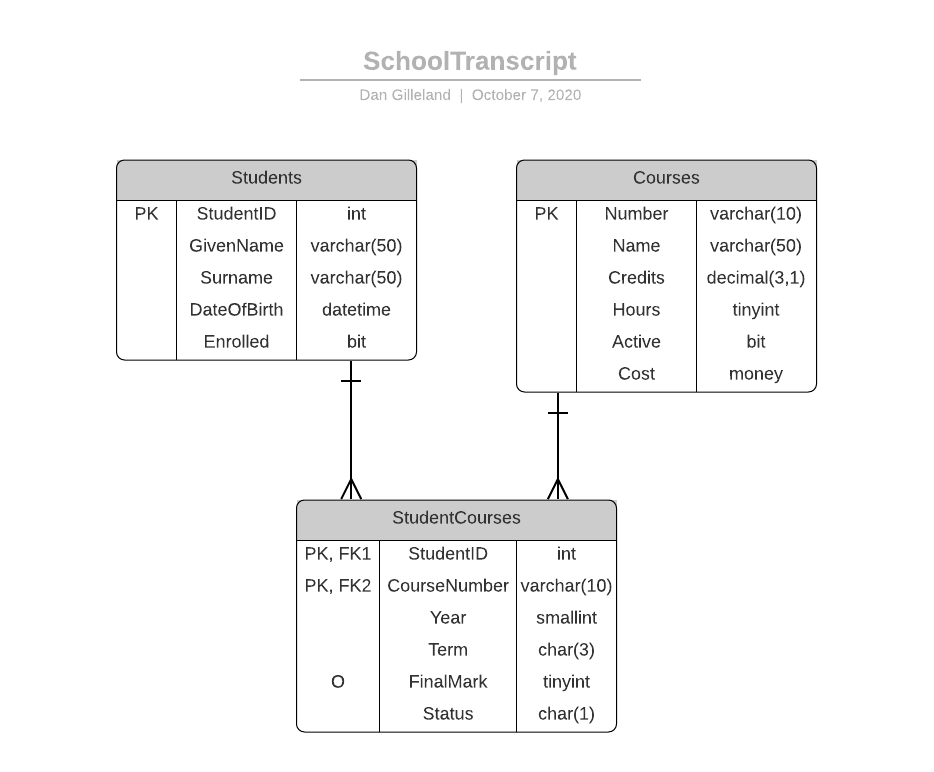 SchoolTranscript
Dan Gilleland | October 7, 2020
Students
PK StudentID int
GivenName varchar(50)
Surname varchar(50)
DateOfBirth datetime
Enrolled bit
Courses
PK Number varchar(10)
Name varchar(50)
Credits decimal(3,1)
Hours tinyint
Active bit
Cost money
StudentCourses
PK, FK1 StudentID int
PK, FK2 CourseNumber varchar(10)
Year smallint
Term char(3)
O FinalMark tinyint
Status char(1)